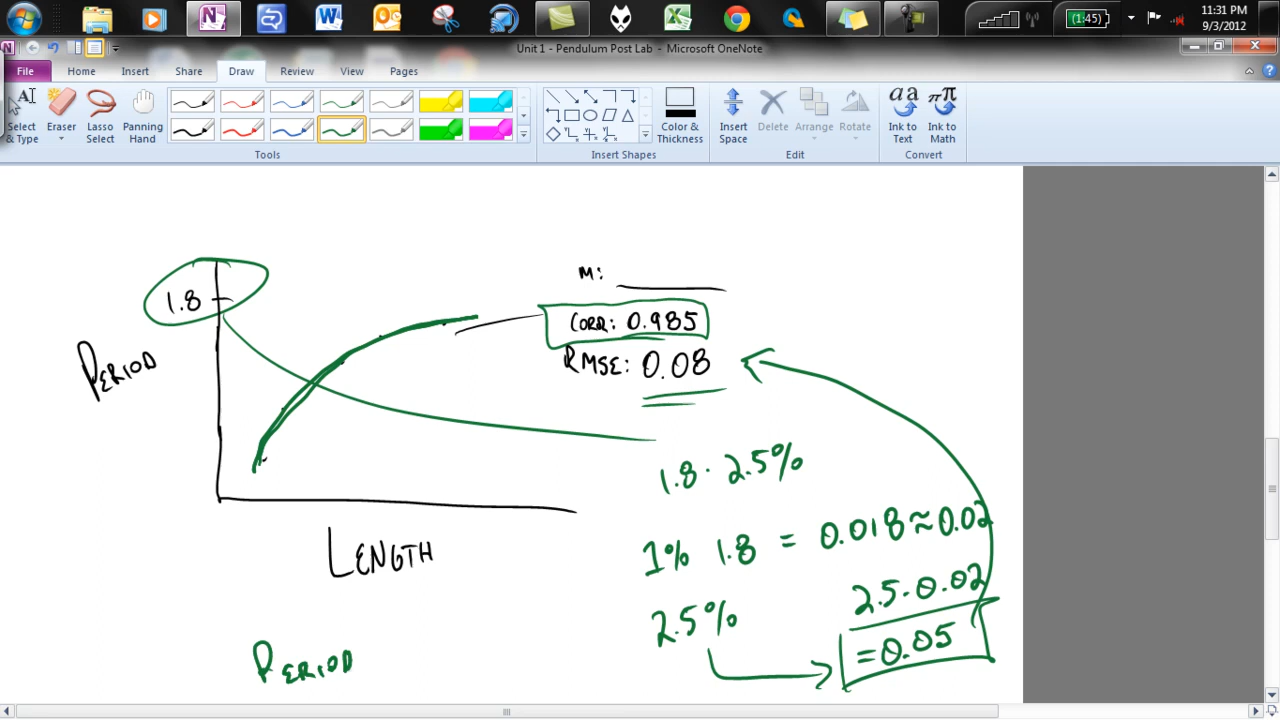 11:31 PM
(1:45)
9/3/2012
Unit 1 - Pendulum Post Lab - Microsoft OneNote
File Home Insert Share Draw Review View Pages
Select & Type
Eraser
Lasso Select
Panning Hand
Color & Thickness
Insert Space
Delete
Arrange
Rotate
Ink to Text
Ink to Math
Tools
Insert Shapes
Edit
Convert
M:
1.8
CORR: 0.985
PERIOD
RMSE: 0.08
1.8 · 2.5%
1% 1.8 = 0.018 ≈ 0.02
LENGTH
2.5 · 0.02
2.5%
= 0.05
PERIOD